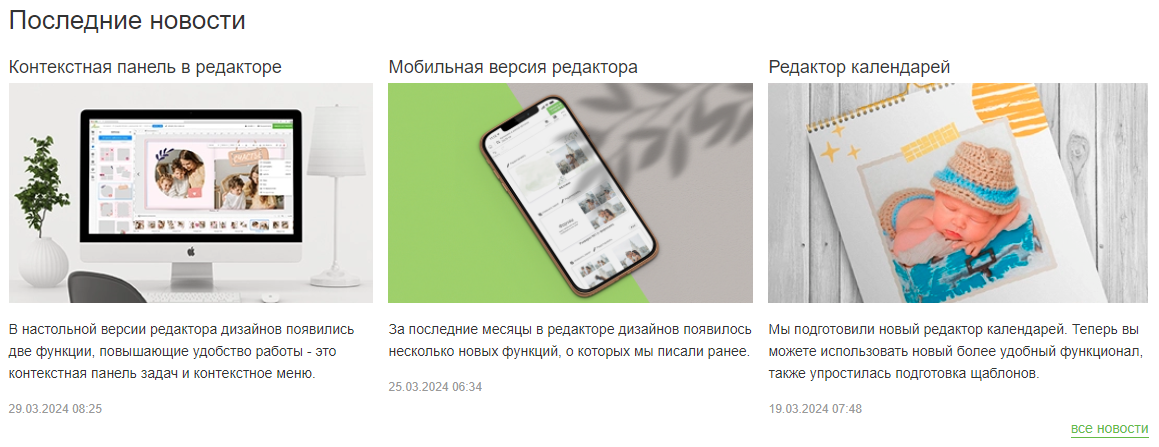 Последние новости
Контекстная панель в редакторе
В настольной версии редактора дизайнов появились
две функции, повышающие удобство работы - это
контекстная панель задач и контекстное меню.
29.03.2024 08:25
Мобильная версия редактора
За последние месяцы в редакторе дизайнов появилось
несколько новых функций, о которых мы писали ранее.
25.03.2024 06:34
Редактор календарей
Мы подготовили новый редактор календарей. Теперь вы
можете использовать новый более удобный функционал,
также упростилась подготовка щаблонов.
19.03.2024 07:48
все новости